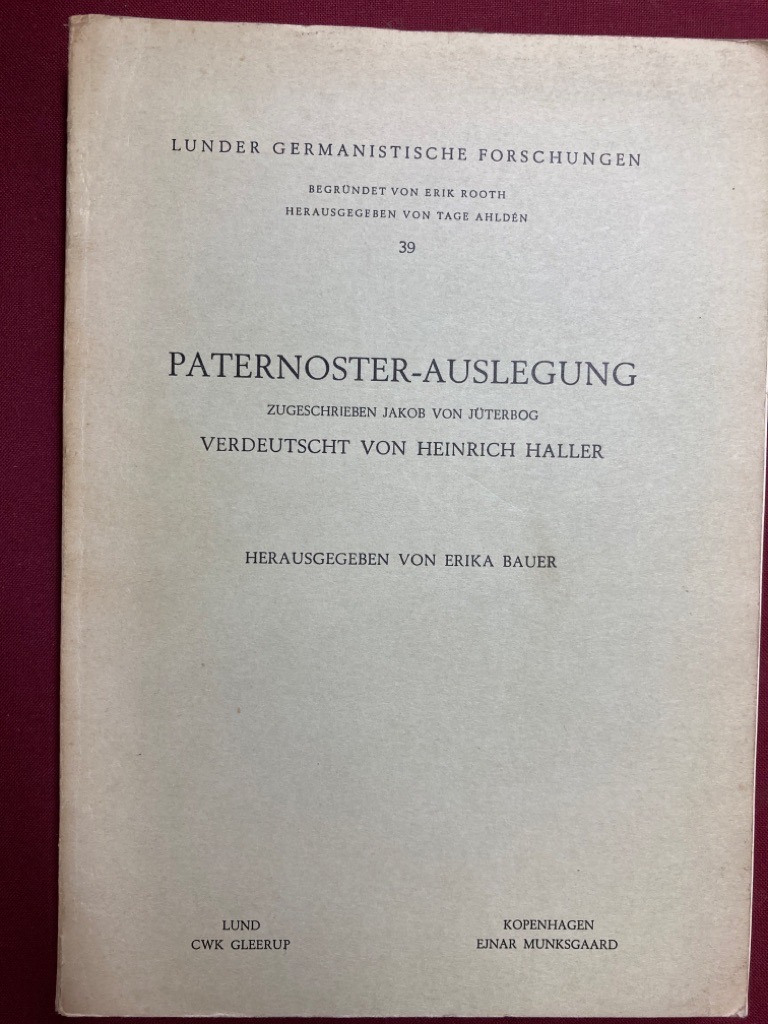 LUNDER GERMANISTISCHE FORSCHUNGEN
BEGRÜNDET VON ERIK ROOTH
HERAUSGEGEBEN VON TAGE AHLDÉN
39
PATERNOSTER-AUSLEGUNG
ZUGESCHRIEBEN JAKOB VON JÜTERBOG
VERDEUTSCHT VON HEINRICH HALLER
HERAUSGEGEBEN VON ERIKA BAUER
LUND
CWK GLEERUP
KOPENHAGEN
EJNAR MUNKSGAARD